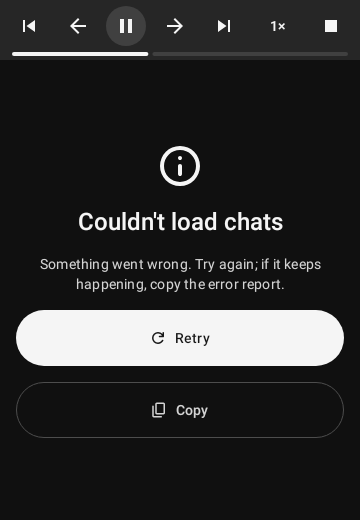 1×
Couldn't load chats
Something went wrong. Try again; if it keeps
happening, copy the error report.
Retry
Copy